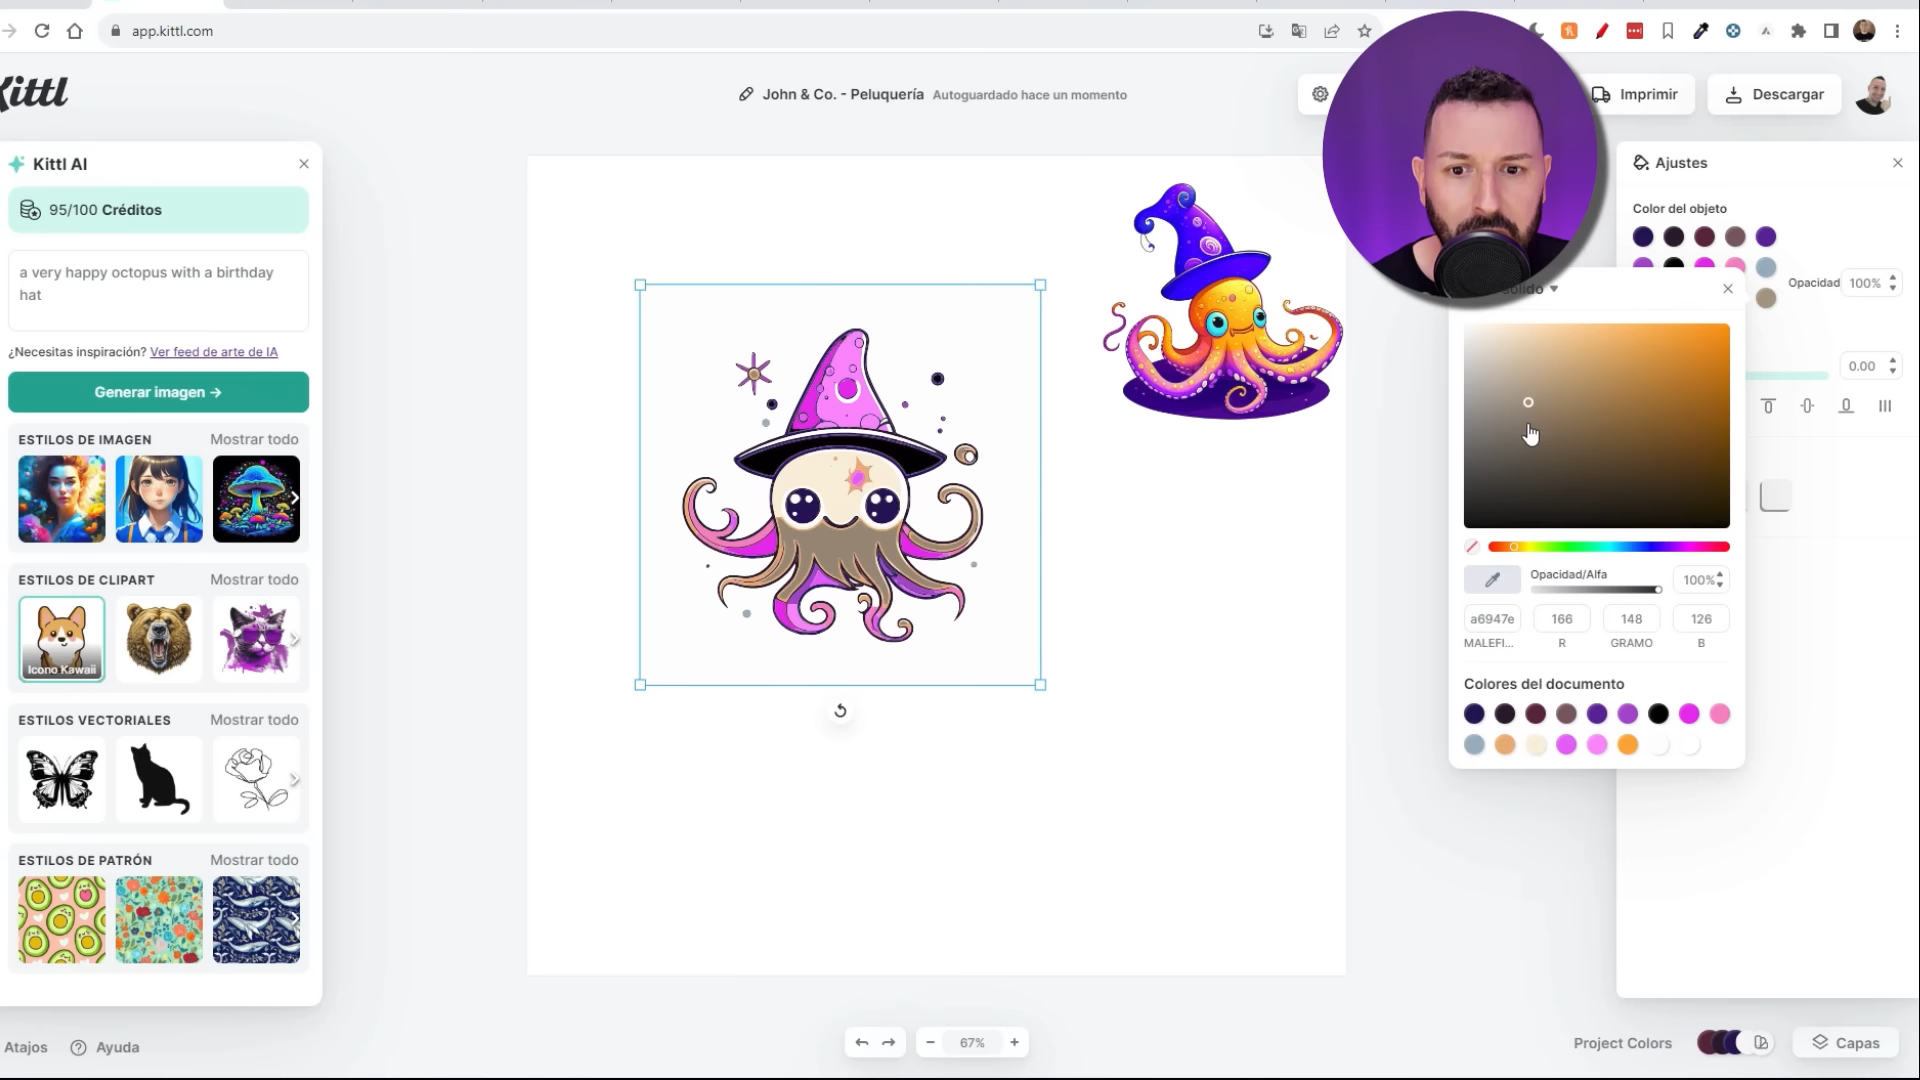 app.kittl.com
Kittl
John & Co. - Peluquería Autoguardado hace un momento
Imprimir
Descargar
Kittl AI
95/100 Créditos
a very happy octopus with a birthday
hat
¿Necesitas inspiración? Ver feed de arte de IA
Generar imagen →
ESTILOS DE IMAGEN Mostrar todo
ESTILOS DE CLIPART Mostrar todo
Icono Kawaii
ESTILOS VECTORIALES Mostrar todo
ESTILOS DE PATRÓN Mostrar todo
Atajos
Ayuda
67%
Ajustes
Color del objeto
Opacidad 100%
0.00
Opacidad/Alfa
100%
a6947e 166 148 126
MALEFI... R GRAMO B
Colores del documento
Project Colors
Capas